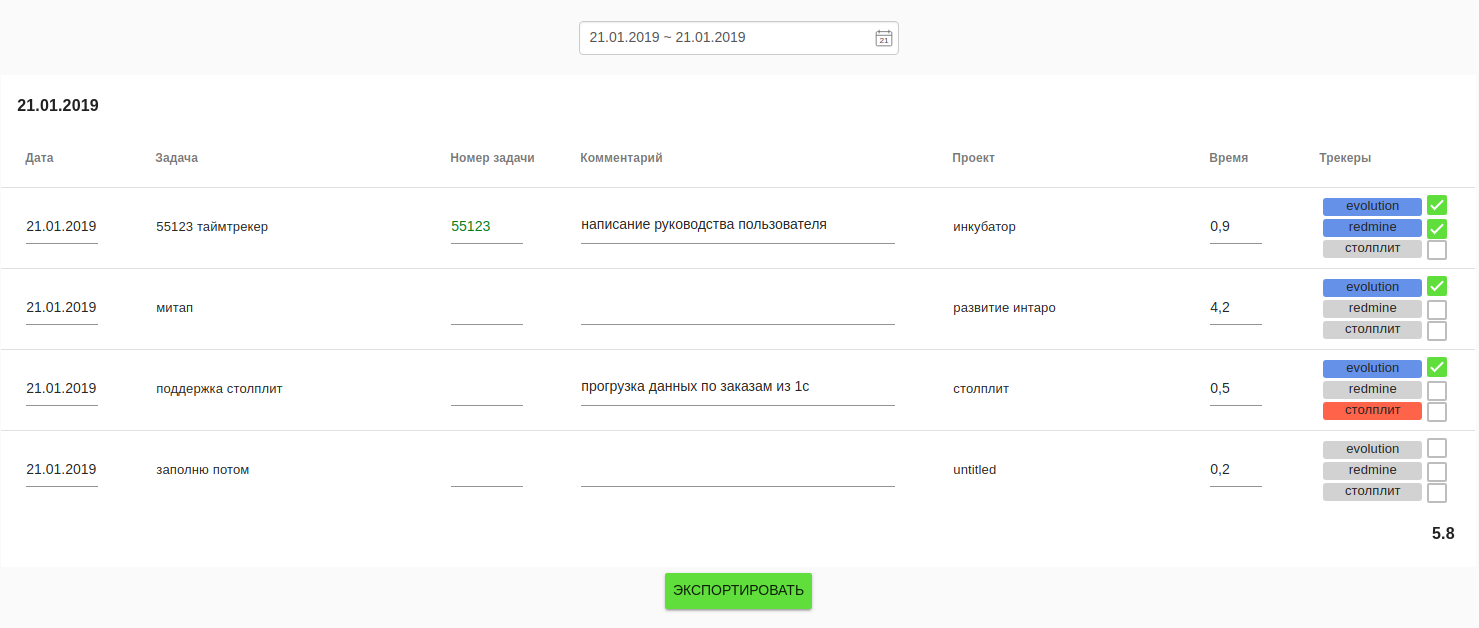 21.01.2019 ~ 21.01.2019
21
21.01.2019
Дата Задача Номер задачи Комментарий Проект Время Трекеры
21.01.2019 55123 таймтрекер 55123 написание руководства пользователя инкубатор 0,9 evolution
redmine
столплит
21.01.2019 митап развитие интаро 4,2 evolution
redmine
столплит
21.01.2019 поддержка столплит прогрузка данных по заказам из 1с столплит 0,5 evolution
redmine
столплит
21.01.2019 заполню потом untitled 0,2 evolution
redmine
столплит
5.8
ЭКСПОРТИРОВАТЬ